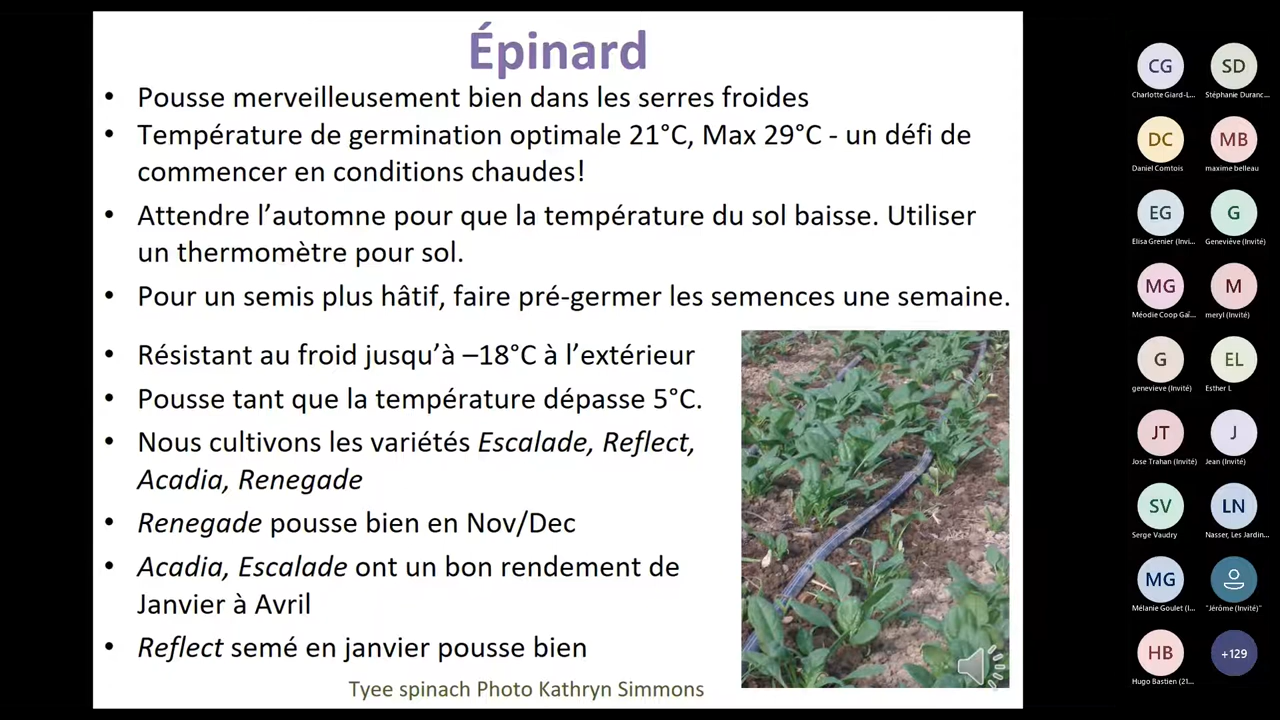 Épinard
• Pousse merveilleusement bien dans les serres froides
• Température de germination optimale 21°C, Max 29°C - un défi de
commencer en conditions chaudes!
• Attendre l’automne pour que la température du sol baisse. Utiliser
un thermomètre pour sol.
• Pour un semis plus hâtif, faire pré-germer les semences une semaine.
• Résistant au froid jusqu’à –18°C à l’extérieur
• Pousse tant que la température dépasse 5°C.
• Nous cultivons les variétés Escalade, Reflect,
Acadia, Renegade
• Renegade pousse bien en Nov/Dec
• Acadia, Escalade ont un bon rendement de
Janvier à Avril
• Reflect semé en janvier pousse bien
Tyee spinach Photo Kathryn Simmons
CG
Charlotte Giard-L...
SD
Stéphanie Duranc...
DC
Daniel Comtois
MB
maxime belleau
EG
Elisa Grenier (Invi...
G
Geneviève (Invité)
MG
Méodie Coop Gaï...
M
meryl (Invité)
G
genevieve (Invité)
EL
Esther L
JT
Jose Trahan (Invité)
J
Jean (Invité)
SV
Serge Vaudry
LN
Nasser, Les Jardin...
MG
Mélanie Goulet (I...
"Jérôme (Invité)"
HB
Hugo Bastien (21...
+129